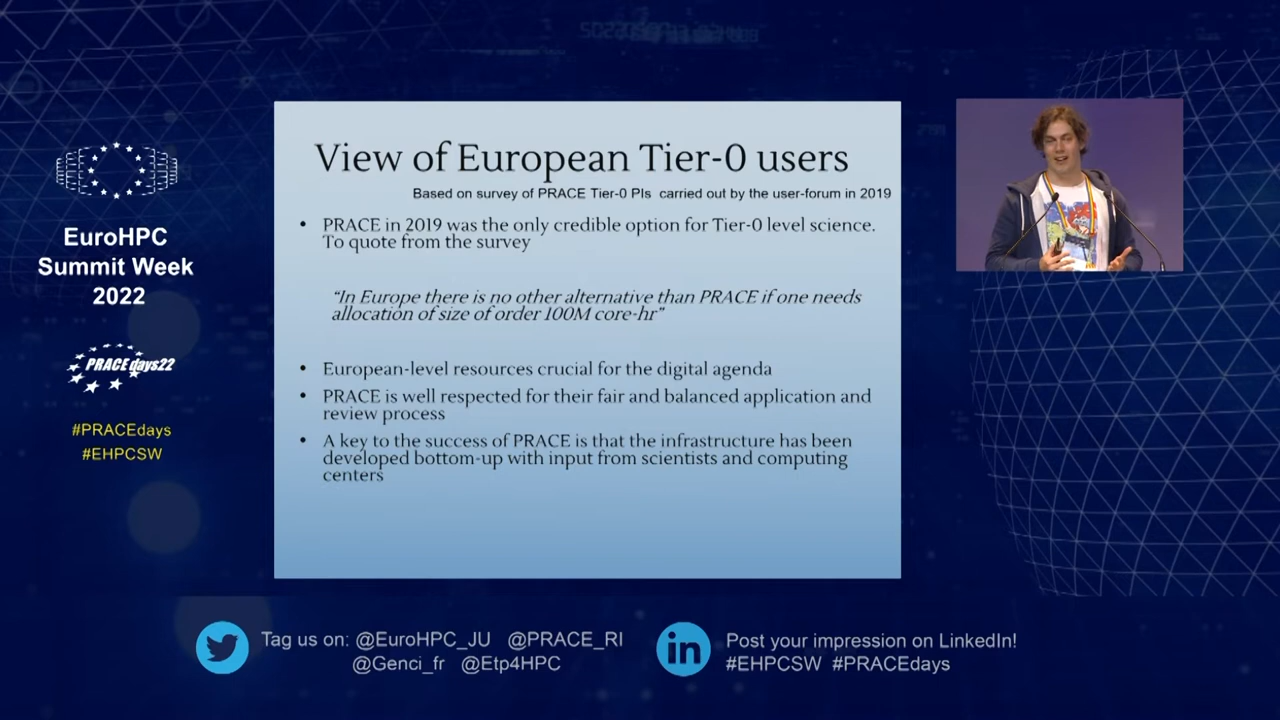 EuroHPC
Summit Week
2022
PRACEdays22
#PRACEdays
#EHPCSW
View of European Tier-0 users
Based on survey of PRACE Tier-0 PIs carried out by the user-forum in 2019
• PRACE in 2019 was the only credible option for Tier-0 level science.
To quote from the survey
“In Europe there is no other alternative than PRACE if one needs
allocation of size of order 100M core-hr”
• European-level resources crucial for the digital agenda
• PRACE is well respected for their fair and balanced application and
review process
• A key to the success of PRACE is that the infrastructure has been
developed bottom-up with input from scientists and computing
centers
Tag us on: @EuroHPC_JU @PRACE_RI
@Genci_fr @Etp4HPC
in
Post your impression on LinkedIn!
#EHPCSW #PRACEdays